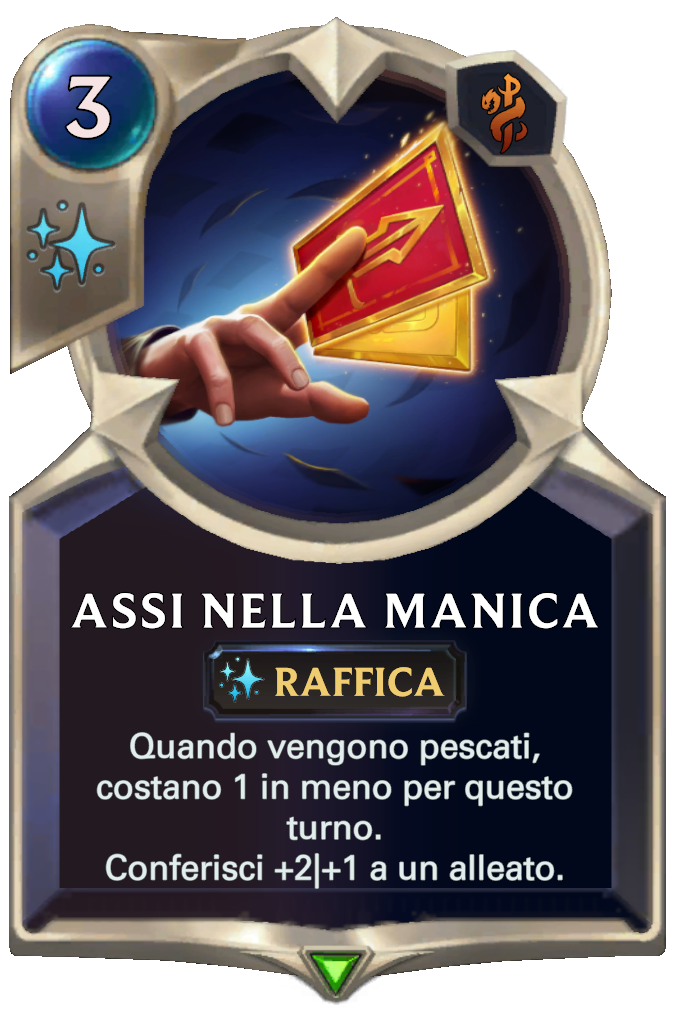 3
ASSI NELLA MANICA
RAFFICA
Quando vengono pescati,
costano 1 in meno per questo
turno.
Conferisci +2|+1 a un alleato.